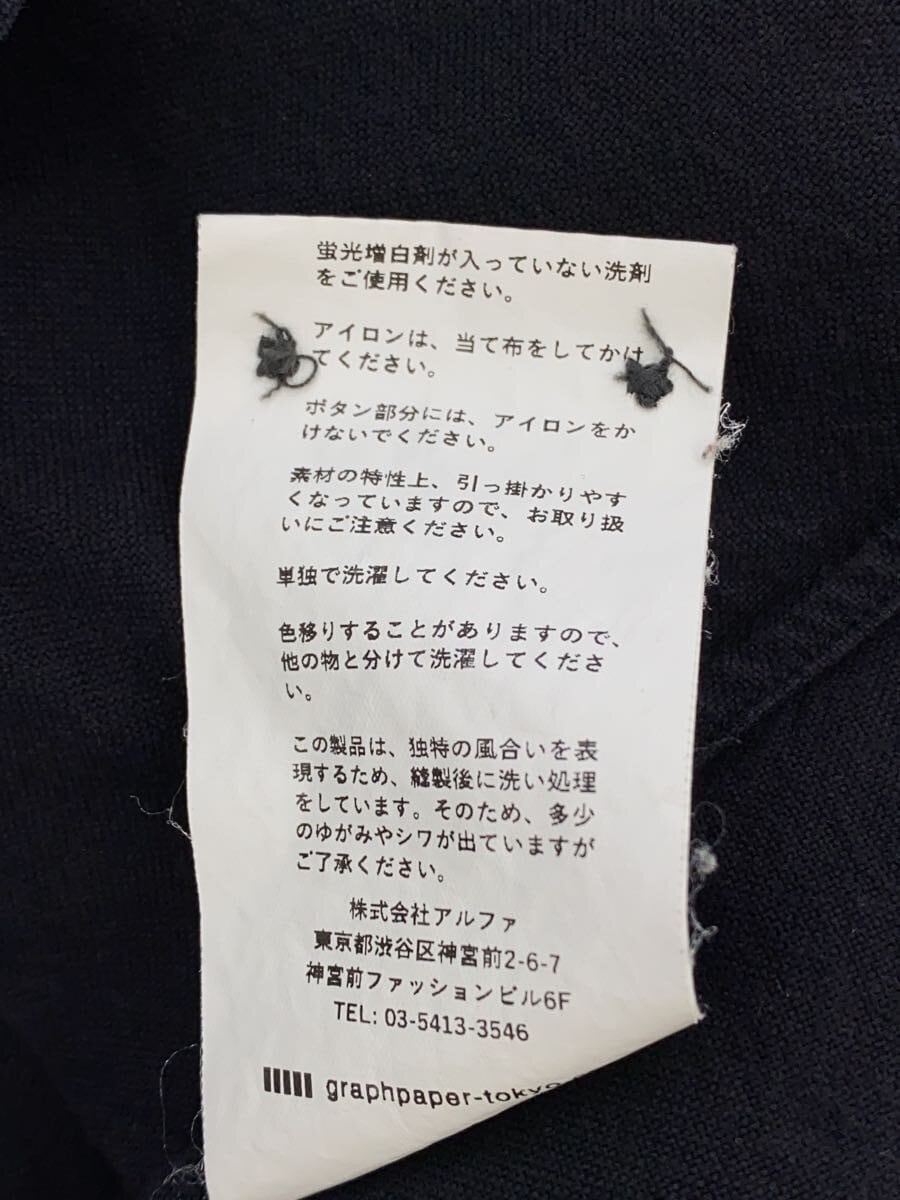 蛍光増白剤が入っていない洗剤
をご使用ください。
アイロンは、当て布をしてかけ
てください。
ボタン部分には、アイロンをか
けないでください。
素材の特性上、引っ掛かりやす
くなっていますので、お取り扱
いにご注意ください。
単独で洗濯してください。
色移りすることがありますので、
他の物と分けて洗濯してくださ
い。
この製品は、独特の風合いを表
現するため、縫製後に洗い処理
をしています。そのため、多少
のゆがみやシワが出ていますが
ご了承ください。
株式会社アルファ
東京都渋谷区神宮前2-6-7
神宮前ファッションビル6F
TEL: 03-5413-3546
graphpaper-tokyo